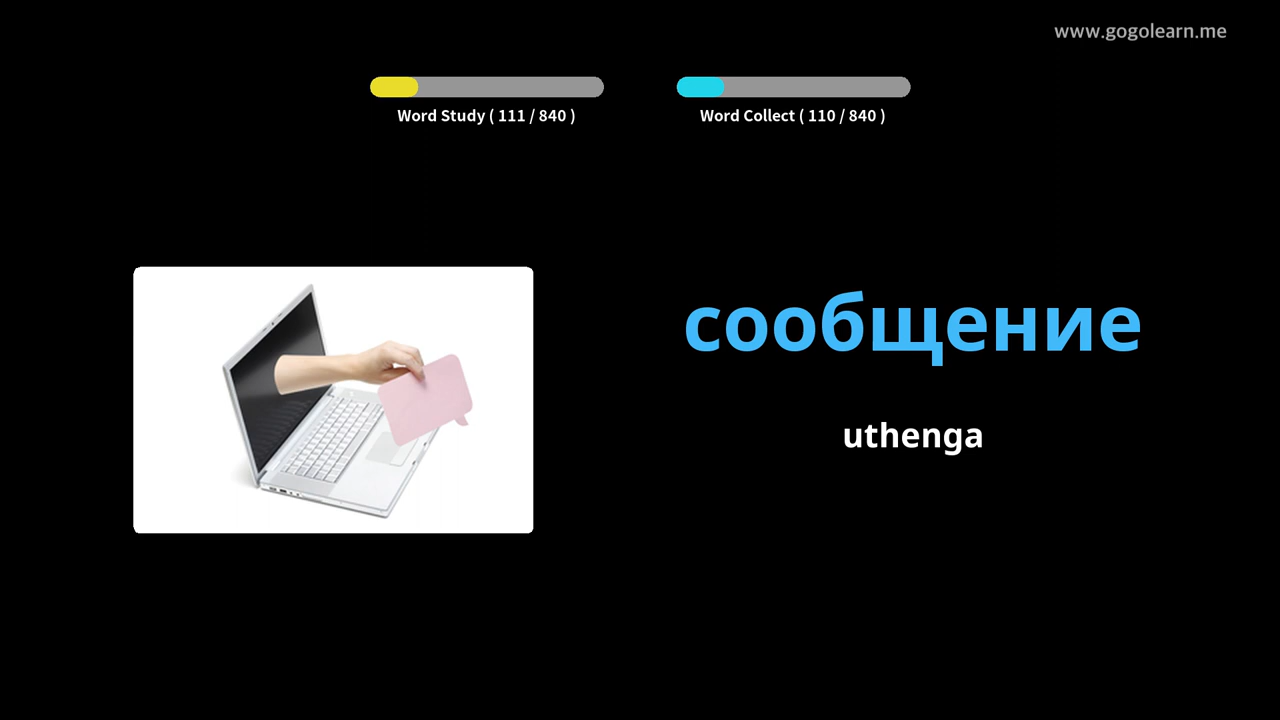 www.gogolearn.me
Word Study ( 111 / 840 )
Word Collect ( 110 / 840 )
сообщение
uthenga